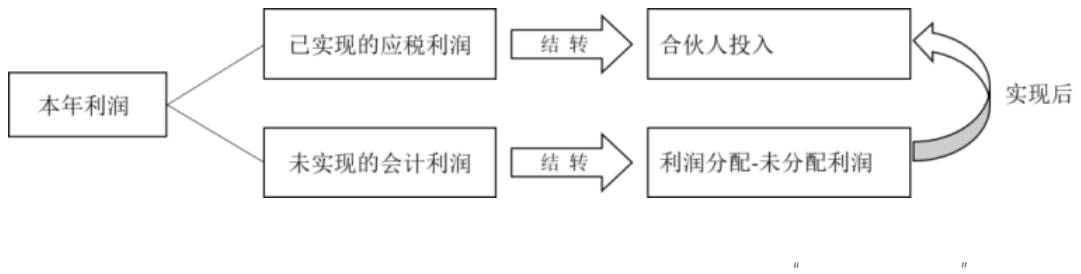 本年利润
已实现的应税利润
结 转
合伙人投入
未实现的会计利润
结 转
利润分配-未分配利润
实现后
" "